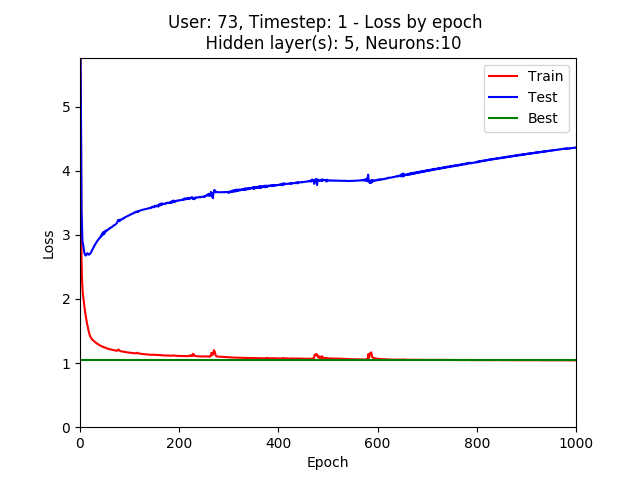 User: 73, Timestep: 1 - Loss by epoch
Hidden layer(s): 5, Neurons:10
Train
Test
Best
5
4
3
2
1
0
Loss
0 200 400 600 800 1000
Epoch